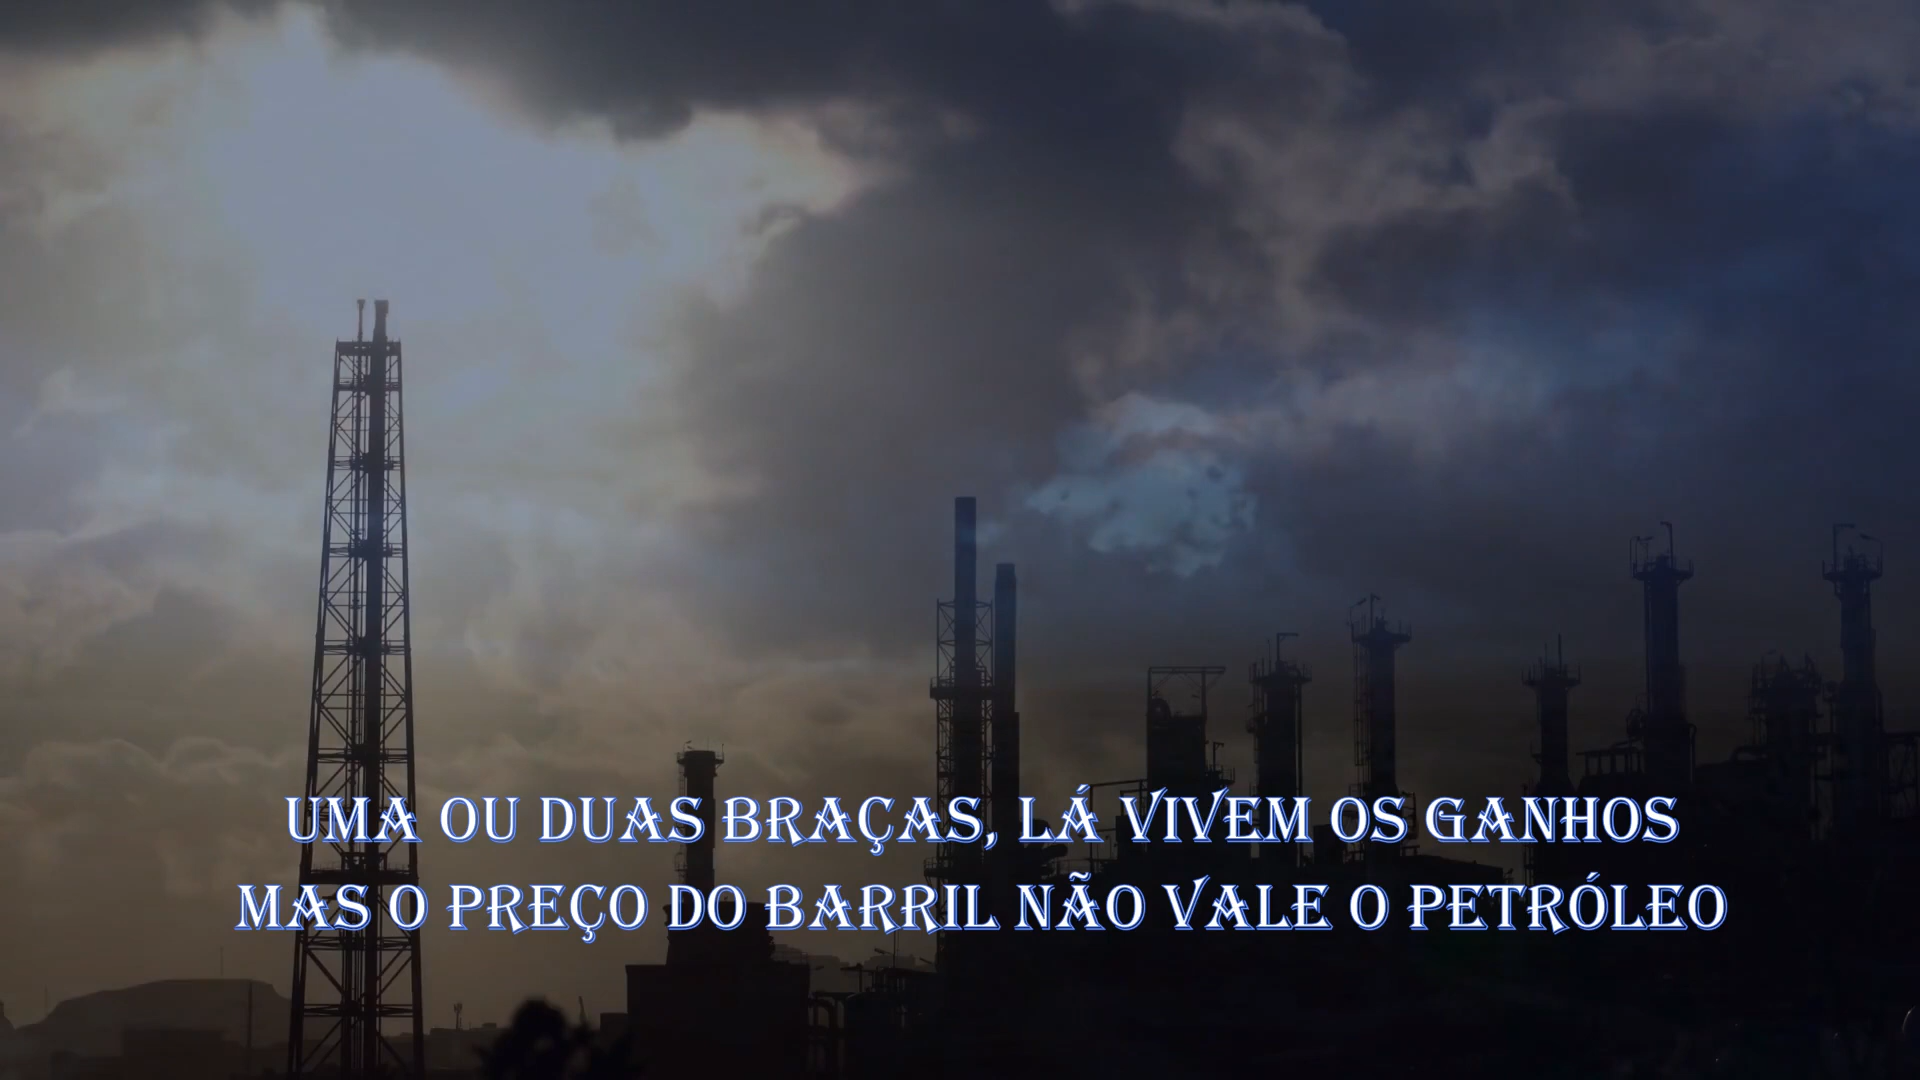 UMA OU DUAS BRAÇAS, LÁ VIVEM OS GANHOS
MAS O PREÇO DO BARRIL NÃO VALE O PETRÓLEO